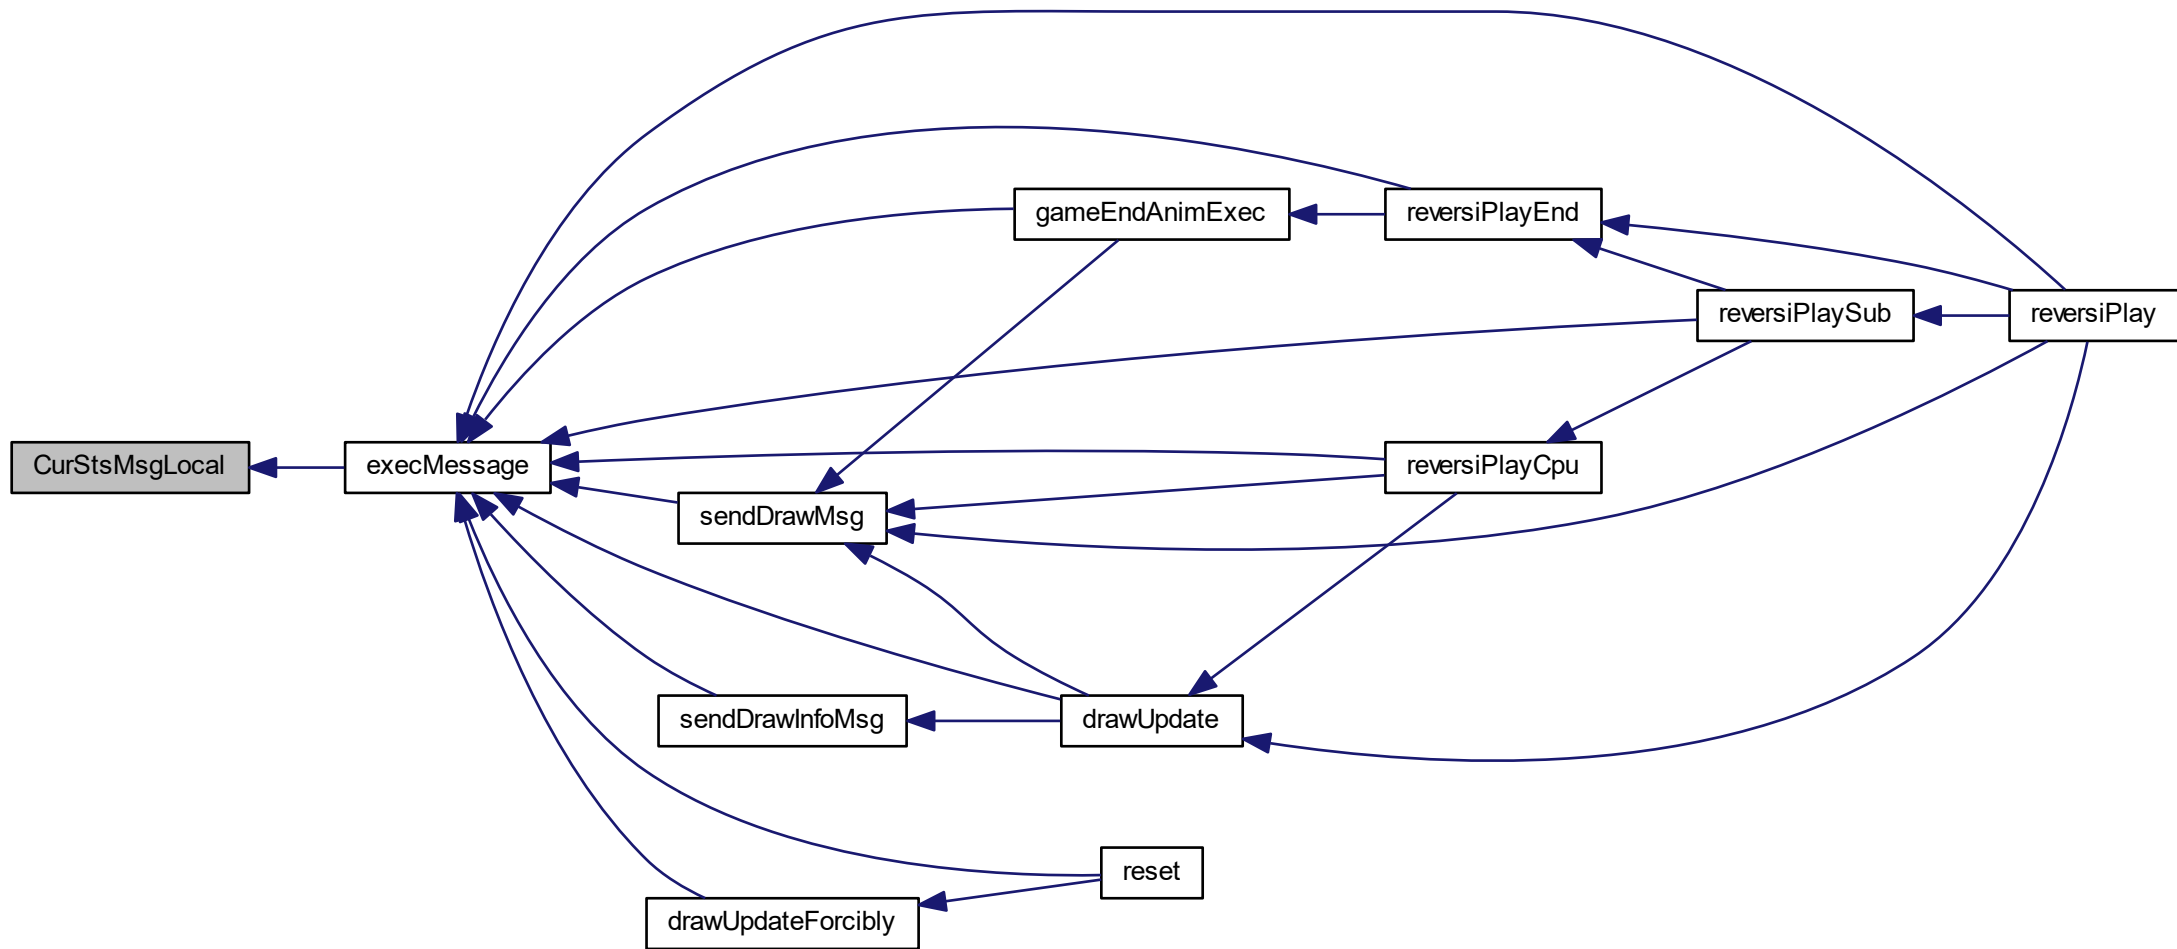 gameEndAnimExec
reversiPlayEnd
reversiPlaySub
reversiPlay
CurStsMsgLocal
execMessage
reversiPlayCpu
sendDrawMsg
sendDrawInfoMsg
drawUpdate
reset
drawUpdateForcibly